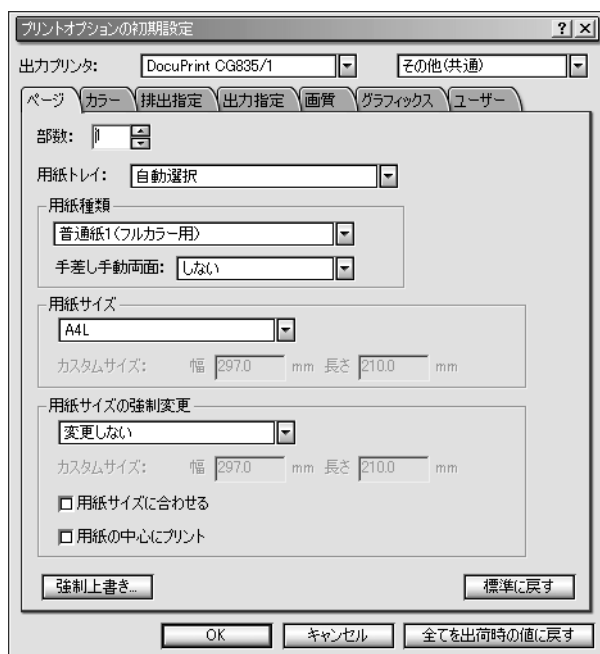 プリントオプションの初期設定
出力プリンタ: DocuPrint CG835/1 その他(共通)
ページ カラー 排出指定 出力指定 画質 グラフィックス ユーザー
部数: 1
用紙トレイ: 自動選択
用紙種類
普通紙1(フルカラー用)
手差し手動両面: しない
用紙サイズ
A4L
カスタムサイズ: 幅 297.0 mm 長さ 210.0 mm
用紙サイズの強制変更
変更しない
カスタムサイズ: 幅 297.0 mm 長さ 210.0 mm
用紙サイズに合わせる
用紙の中心にプリント
強制上書き... 標準に戻す
OK キャンセル 全てを出荷時の値に戻す